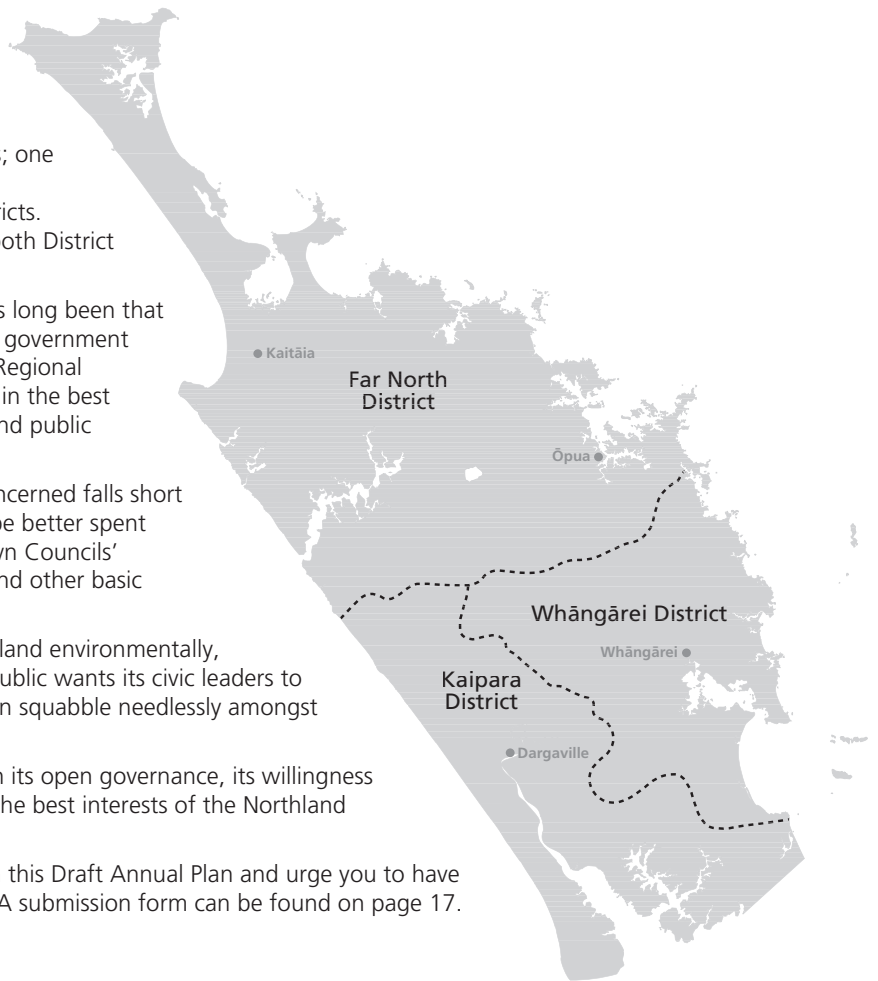 ; one
icts.
oth District
s long been that
government
Regional
in the best
nd public
ncerned falls short
be better spent
wn Councils'
nd other basic
land environmentally,
ublic wants its civic leaders to
n squabble needlessly amongst
n its open governance, its willingness
he best interests of the Northland
this Draft Annual Plan and urge you to have
A submission form can be found on page 17.
Kaitāia
Far North
District
Ōpua
Whāngārei District
Whāngārei
Kaipara
District
Dargaville